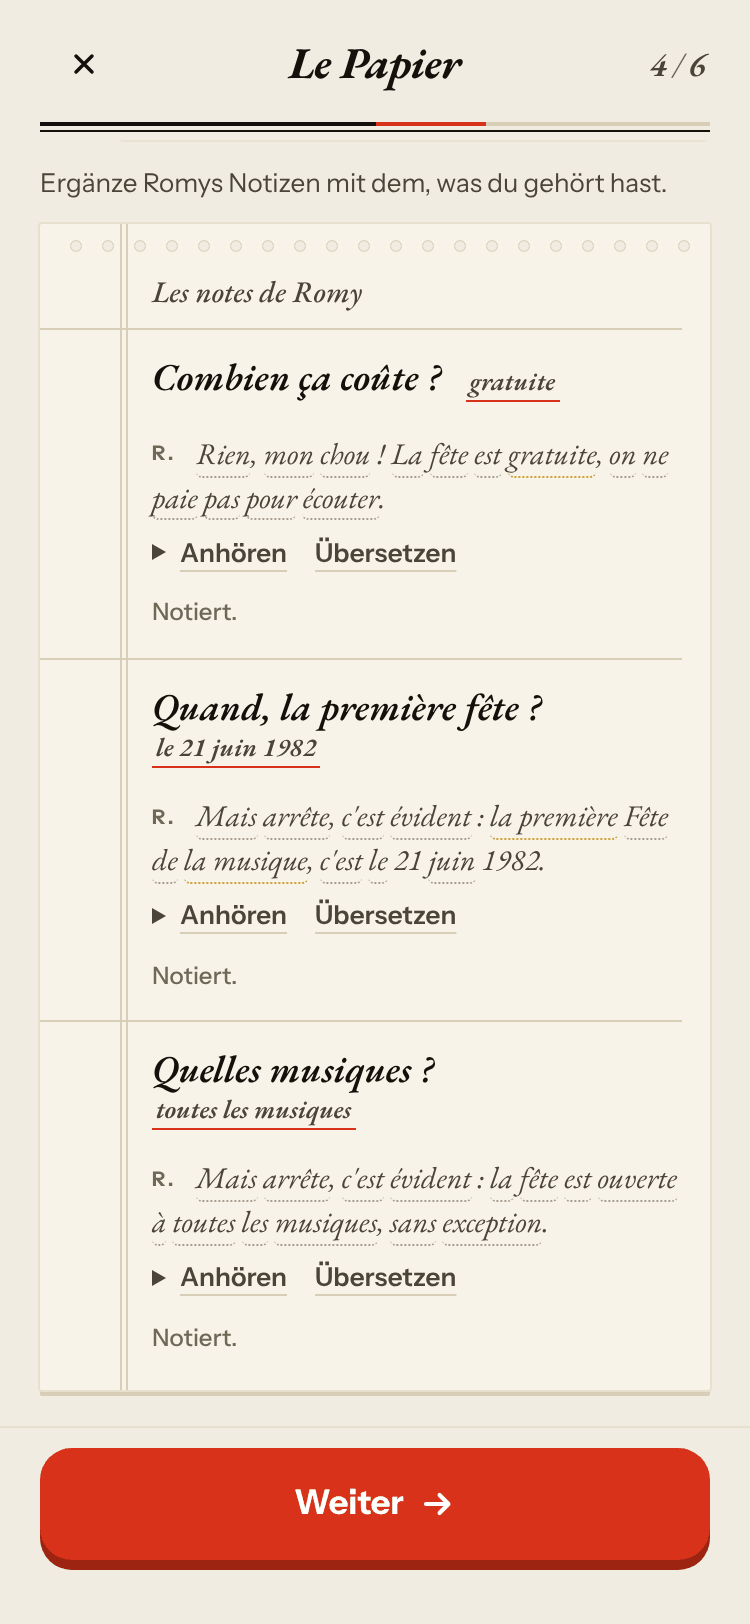 Le Papier
4 / 6
Ergänze Romys Notizen mit dem, was du gehört hast.
Les notes de Romy
Combien ça coûte ? gratuite
R. Rien, mon chou ! La fête est gratuite, on ne
paie pas pour écouter.
Anhören Übersetzen
Notiert.
Quand, la première fête ?
le 21 juin 1982
R. Mais arrête, c'est évident : la première Fête
de la musique, c'est le 21 juin 1982.
Anhören Übersetzen
Notiert.
Quelles musiques ?
toutes les musiques
R. Mais arrête, c'est évident : la fête est ouverte
à toutes les musiques, sans exception.
Anhören Übersetzen
Notiert.
Weiter →